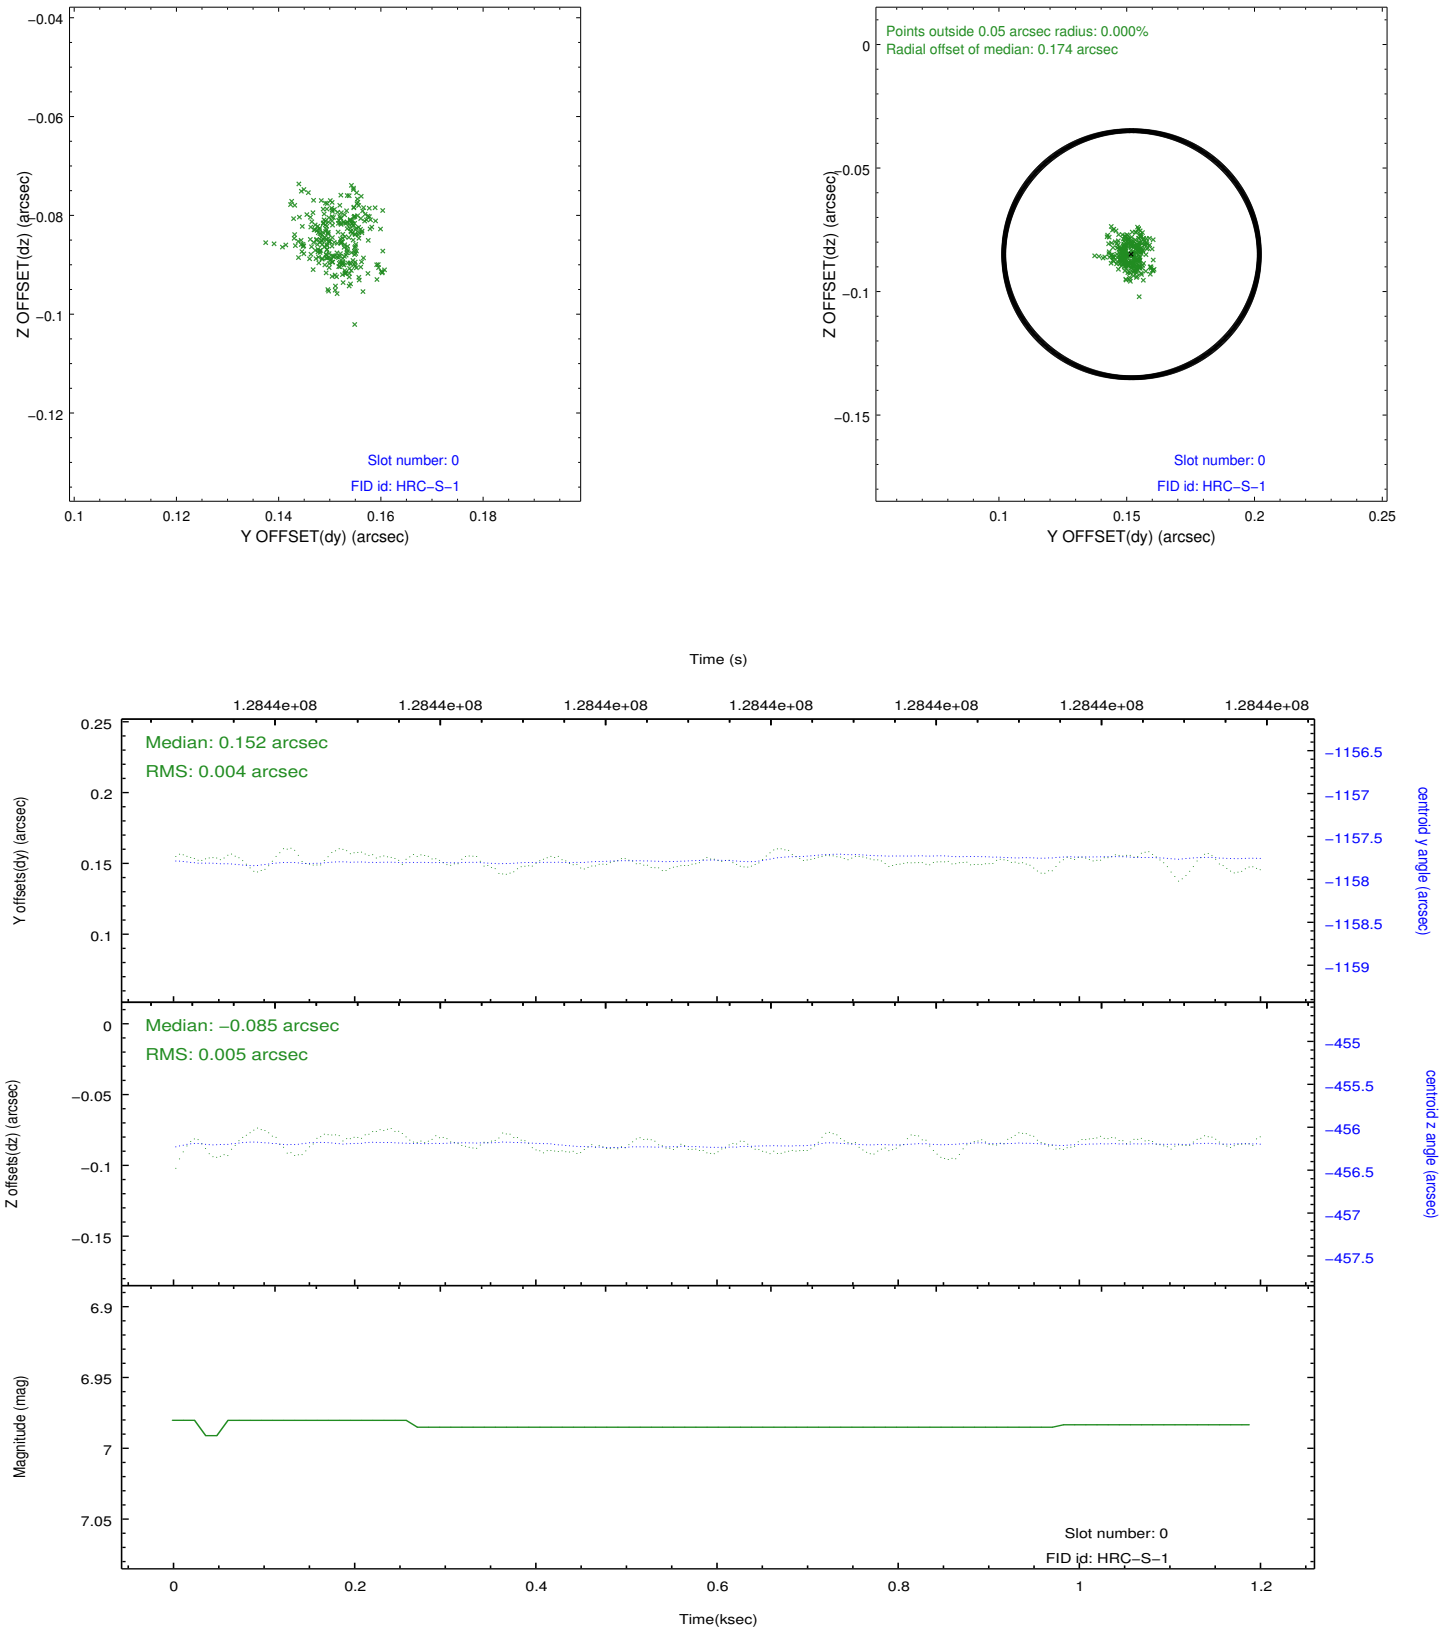 −0.04
−0.06
−0.08
−0.1
−0.12
Z OFFSET(dz) (arcsec)
Slot number: 0
FID id: HRC−S−1
0.1 0.12 0.14 0.16 0.18
Y OFFSET(dy) (arcsec)
Points outside 0.05 arcsec radius: 0.000%
Radial offset of median: 0.174 arcsec
0
−0.05
−0.1
−0.15
Z OFFSET(dz) (arcsec)
Slot number: 0
FID id: HRC−S−1
0.1 0.15 0.2 0.25
Y OFFSET(dy) (arcsec)
Time (s)
1.2844e+08 1.2844e+08 1.2844e+08 1.2844e+08 1.2844e+08 1.2844e+08 1.2844e+08
Median: 0.152 arcsec
RMS: 0.004 arcsec
0.25
0.2
0.15
0.1
Y offsets(dy) (arcsec)
−1156.5
−1157
−1157.5
−1158
−1158.5
−1159
centroid y angle (arcsec)
Median: −0.085 arcsec
RMS: 0.005 arcsec
0
−0.05
−0.1
−0.15
Z offsets(dz) (arcsec)
−455
−455.5
−456
−456.5
−457
−457.5
centroid z angle (arcsec)
6.9
6.95
7
7.05
Magnitude (mag)
Slot number: 0
FID id: HRC−S−1
0 0.2 0.4 0.6 0.8 1 1.2
Time(ksec)